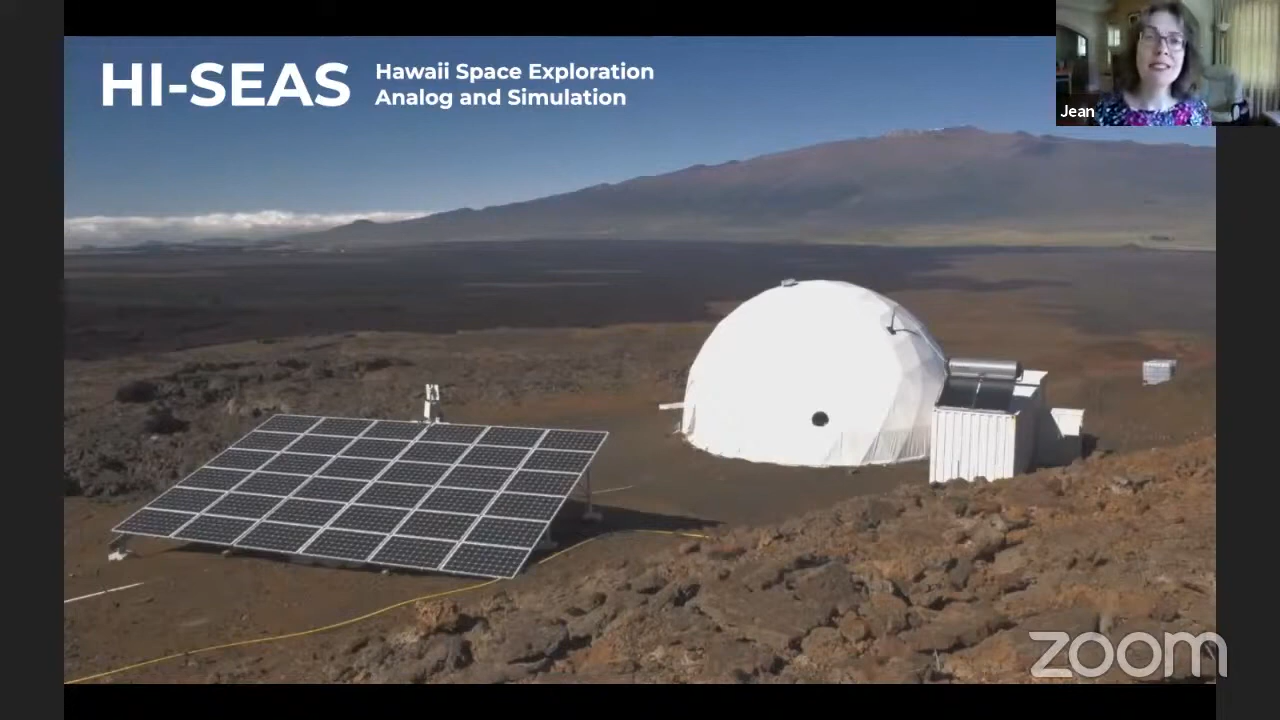 HI-SEAS
Hawaii Space Exploration
Analog and Simulation
Jean
zoom